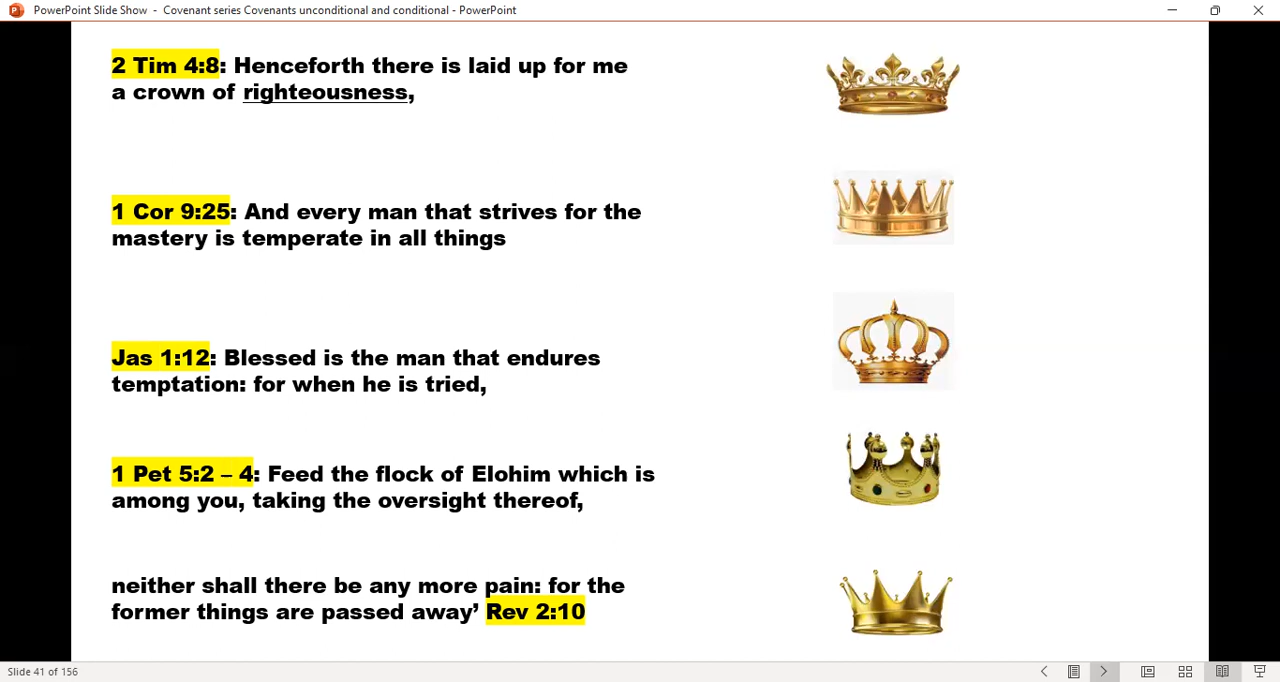 PowerPoint Slide Show - Covenant series Covenants unconditional and conditional - PowerPoint
2 Tim 4:8: Henceforth there is laid up for me
a crown of righteousness,
1 Cor 9:25: And every man that strives for the
mastery is temperate in all things
Jas 1:12: Blessed is the man that endures
temptation: for when he is tried,
1 Pet 5:2 – 4: Feed the flock of Elohim which is
among you, taking the oversight thereof,
neither shall there be any more pain: for the
former things are passed away’ Rev 2:10
Slide 41 of 156